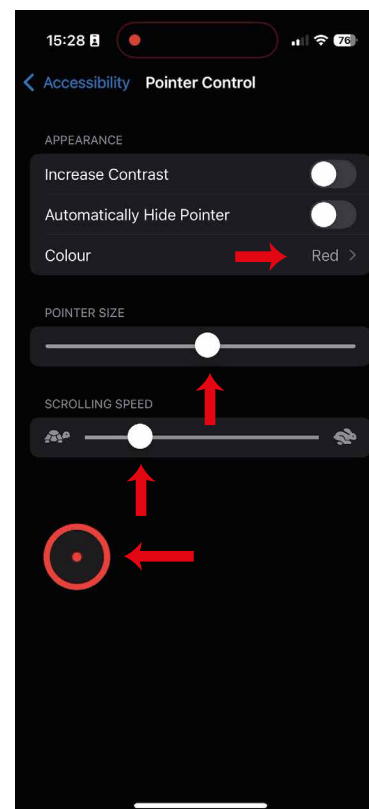 15:28 76
Accessibility Pointer Control
APPEARANCE
Increase Contrast
Automatically Hide Pointer
Colour Red
POINTER SIZE
SCROLLING SPEED